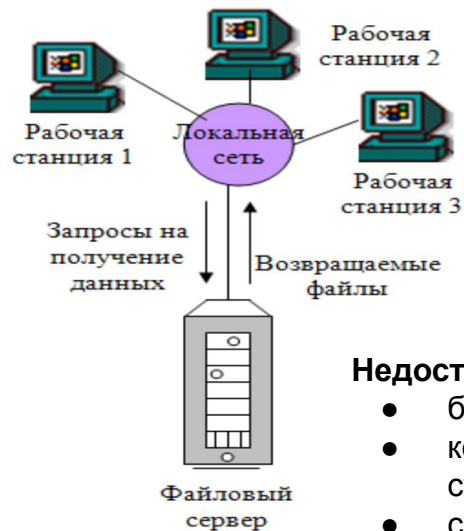 Рабочая
станция 2
Рабочая
станция 1
Локальная
сеть
Рабочая
станция 3
Запросы на
получение
данных
Возвращаемые
файлы
Файловый
сервер